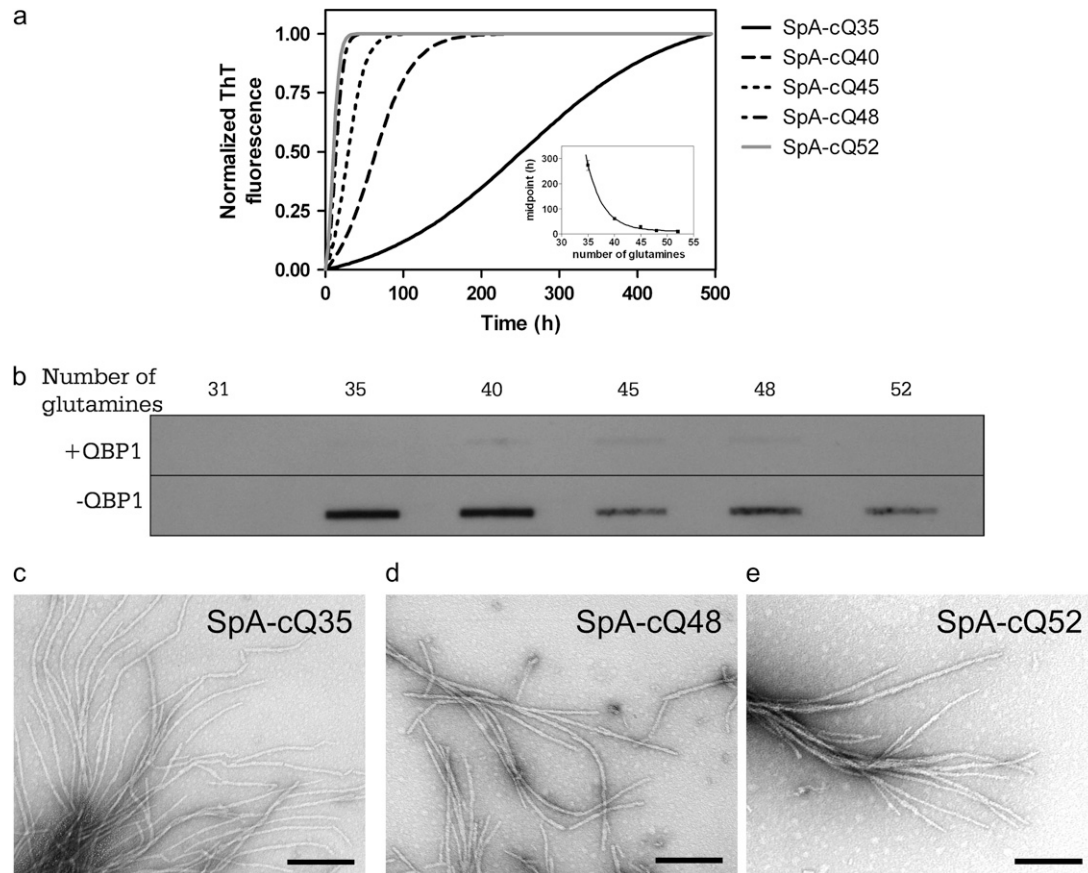 a
Normalized ThT
fluorescence
1.00
0.75
0.50
0.25
0.00
0 100 200 300 400 500
Time (h)
midpoint (h)
300
200
100
0
30 35 40 45 50 55
number of glutamines
SpA-cQ35
SpA-cQ40
SpA-cQ45
SpA-cQ48
SpA-cQ52
b
Number of
glutamines
31 35 40 45 48 52
+QBP1
-QBP1
c
SpA-cQ35
d
SpA-cQ48
e
SpA-cQ52